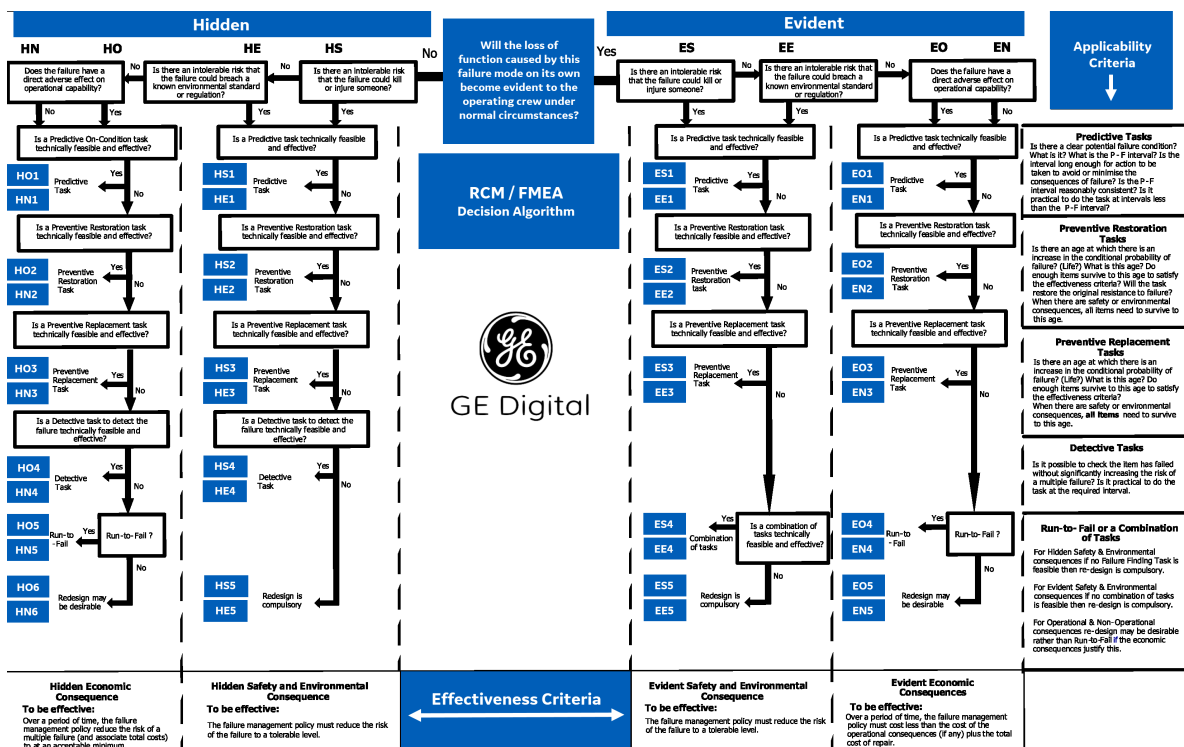 Hidden
Evident
HN
HO
HE
HS
No
Will the loss of
function caused by this
failure mode on its own
become evident to the
operating crew under
normal circumstances?
Yes
ES
EE
EO
EN
Applicability
Criteria
Does the failure have a
direct adverse effect on
operational capability?
No
Is there an intolerable risk that
the failure could breach a
known environmental standard
or regulation?
No
Is there an intolerable risk
that the failure could kill
or injure someone?
Is there an intolerable risk
that the failure could kill or
injure someone?
No
Is there an intolerable risk that
the failure could breach a
known environmental standard
or regulation?
No
Does the failure have a
direct adverse effect on
operational capability?
No
Yes
Yes
Yes
Yes
Yes
Yes
No
Is a Predictive On-Condition task
technically feasible and effective?
Is a Predictive task technically feasible
and effective?
Is a Predictive task technically feasible
and effective?
Is a Predictive task technically feasible
and effective?
HO1
HN1
Predictive
Task
Yes
No
HS1
HE1
Predictive
Task
Yes
No
RCM / FMEA
Decision Algorithm
ES1
EE1
Predictive
Task
Yes
No
EO1
EN1
Predictive
Task
Yes
No
Is a Preventive Restoration task
technically feasible and effective?
Is a Preventive Restoration task
technically feasible and effective?
Is a Preventive Restoration task
technically feasible and effective?
Is a Preventive Restoration task
technically feasible and effective?
HO2
HN2
Preventive
Restoration
Task
Yes
No
HS2
HE2
Preventive
Restoration
Task
Yes
No
ES2
EE2
Preventive
Restoration
Task
Yes
No
EO2
EN2
Preventive
Restoration
Task
Yes
No
Is a Preventive Replacement task
technically feasible and effective?
Is a Preventive Replacement task
technically feasible and effective?
Is a Preventive Replacement task
technically feasible and effective?
Is a Preventive Replacement task
technically feasible and effective?
HO3
HN3
Preventive
Replacement
Task
Yes
No
HS3
HE3
Preventive
Replacement
Task
Yes
No
GE
GE Digital
ES3
EE3
Preventive
Replacement
Task
Yes
No
EO3
EN3
Preventive
Replacement
Task
Yes
No
Is a Detective task to detect the
failure technically feasible and
effective?
Is a Detective task to detect the
failure technically feasible and
effective?
HO4
HN4
Detective
Task
Yes
No
HS4
HE4
Detective
Task
Yes
No
HO5
HN5
Run-to
-Fail
Yes
Run-to-Fail ?
No
ES4
EE4
Yes
Combination
of tasks
Is a combination of
tasks technically
feasible and effective?
No
EO4
EN4
Run-to
- Fail
Yes
Run-to-Fail ?
No
HO6
HN6
Redesign may
be desirable
HS5
HE5
Redesign is
compulsory
ES5
EE5
Redesign is
compulsory
EO5
EN5
Redesign may
be desirable
Predictive Tasks
Is there a clear potential failure condition?
What is it? What is the P - F interval? Is the
interval long enough for action to be
taken to avoid or minimise the
consequences of failure? Is the P-F
interval reasonably consistent? Is it
practical to do the task at intervals less
than the P-F interval?
Preventive Restoration
Tasks
Is there an age at which there is an
increase in the conditional probability of
failure? (Life?) What is this age? Do
enough items survive to this age to satisfy
the effectiveness criteria? Will the task
restore the original resistance to failure?
When there are safety or environmental
consequences, all items need to survive to
this age.
Preventive Replacement
Tasks
Is there an age at which there is an
increase in the conditional probability of
failure? (Life?) What is this age? Do
enough items survive to this age to satisfy
the effectiveness criteria?
When there are safety or environmental
consequences, all items need to survive
to this age.
Detective Tasks
Is it possible to check the item has failed
without significantly increasing the risk of
a multiple failure? Is it practical to do the
task at the required interval.
Run-to- Fail or a Combination
of Tasks
For Hidden Safety & Environmental
consequences if no Failure Finding Task is
feasible then re-design is compulsory.
For Evident Safety & Environmental
consequences if no combination of tasks
is feasible then re-design is compulsory.
For Operational & Non-Operational
consequences re-design may be desirable
rather than Run-to-Fail if the economic
consequences justify this.
Hidden Economic
Consequence
To be effective:
Over a period of time, the failure
management policy reduce the risk of a
multiple failure (and associate total costs)
to at an acceptable minimum
Hidden Safety and Environmental
Consequence
To be effective:
The failure management policy must reduce the risk
of the failure to a tolerable level.
Effectiveness Criteria
Evident Safety and Environmental
Consequence
To be effective:
The failure management policy must reduce the risk
of the failure to a tolerable level.
Evident Economic
Consequences
To be effective:
Over a period of time, the failure management
policy must cost less than the cost of the
operational consequences (if any) plus the total
cost of repair.